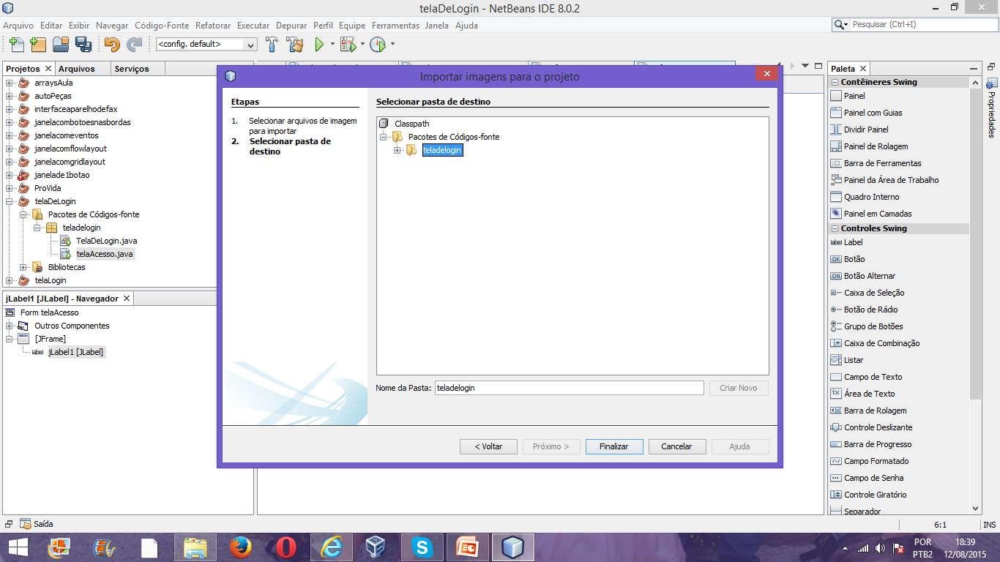 telaDeLogin - NetBeans IDE 8.0.2
Arquivo Editar Exibir Navegar Código-Fonte Refatorar Executar Depurar Perfil Equipe Ferramentas Janela Ajuda
Pesquisar (Ctrl+I)
<config. default>
Projetos Arquivos Serviços
arraysAula
autoPeças
interfaceaparelhodefax
janelacombotoesnasbordas
janelacomeventos
janelacomflowlayout
janelacomgridlayout
janelade1botao
ProVida
telaDeLogin
Pacotes de Códigos-fonte
teladelogin
TelaDeLogin.java
telaAcesso.java
Bibliotecas
telaLogin
jLabel1 [JLabel] - Navegador
Form telaAcesso
Outros Componentes
[JFrame]
label jLabel1 [JLabel]
Importar imagens para o projeto
Etapas
1. Selecionar arquivos de imagem
para importar
2. Selecionar pasta de
destino
Selecionar pasta de destino
Classpath
Pacotes de Códigos-fonte
teladelogin
Nome da Pasta: teladelogin Criar Novo
< Voltar Próximo > Finalizar Cancelar Ajuda
Paleta
Contêineres Swing
Painel
Painel com Guias
Dividir Painel
Painel de Rolagem
Barra de Ferramentas
Painel da Área de Trabalho
Quadro Interno
Painel em Camadas
Controles Swing
label Label
OK Botão
ON Botão Alternar
Caixa de Seleção
Botão de Rádio
Grupo de Botões
Caixa de Combinação
Listar
Campo de Texto
Área de Texto
Barra de Rolagem
Controle Deslizante
Barra de Progresso
Campo Formatado
Campo de Senha
Controle Giratório
Separador
Propriedades
Saída
6:1 INS
POR
PTB2
18:39
12/08/2015